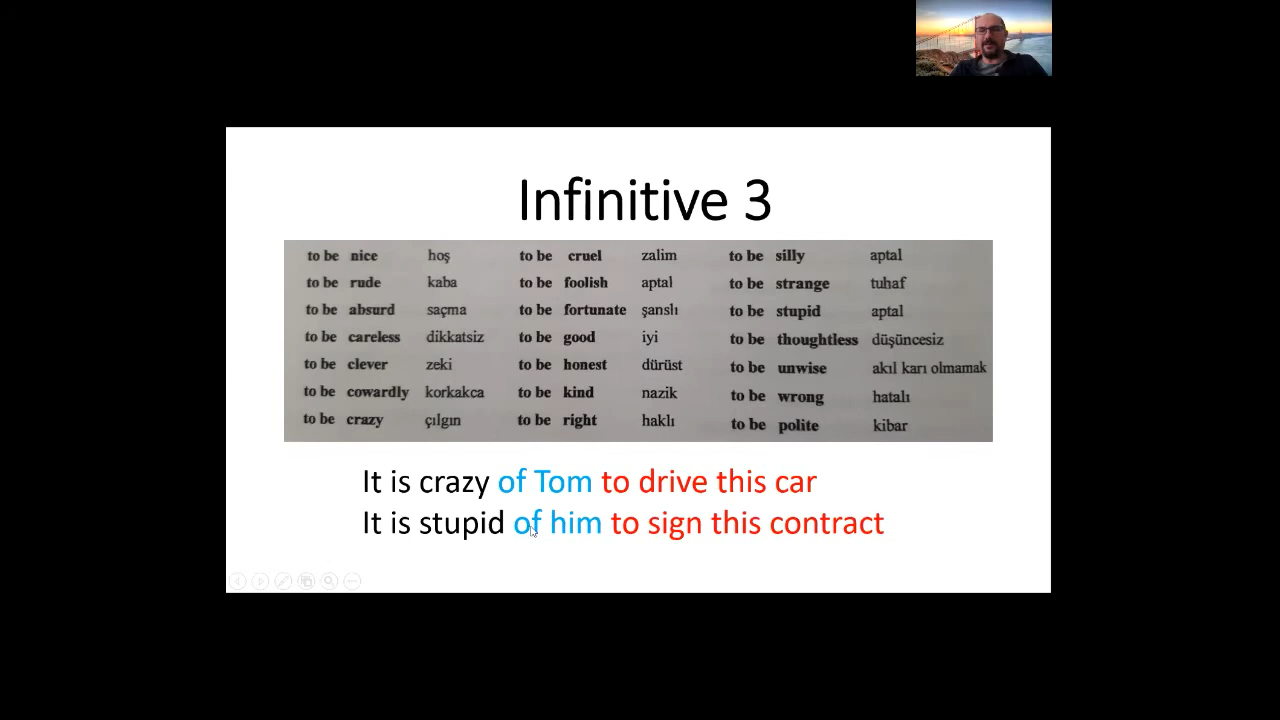 Infinitive 3
to be nice hoş to be cruel zalim to be silly aptal
to be rude kaba to be foolish aptal to be strange tuhaf
to be absurd saçma to be fortunate şanslı to be stupid aptal
to be careless dikkatsiz to be good iyi to be thoughtless düşüncesiz
to be clever zeki to be honest dürüst to be unwise akıl karı olmamak
to be cowardly korkakca to be kind nazik to be wrong hatalı
to be crazy çılgın to be right haklı to be polite kibar
It is crazy of Tom to drive this car
It is stupid of him to sign this contract